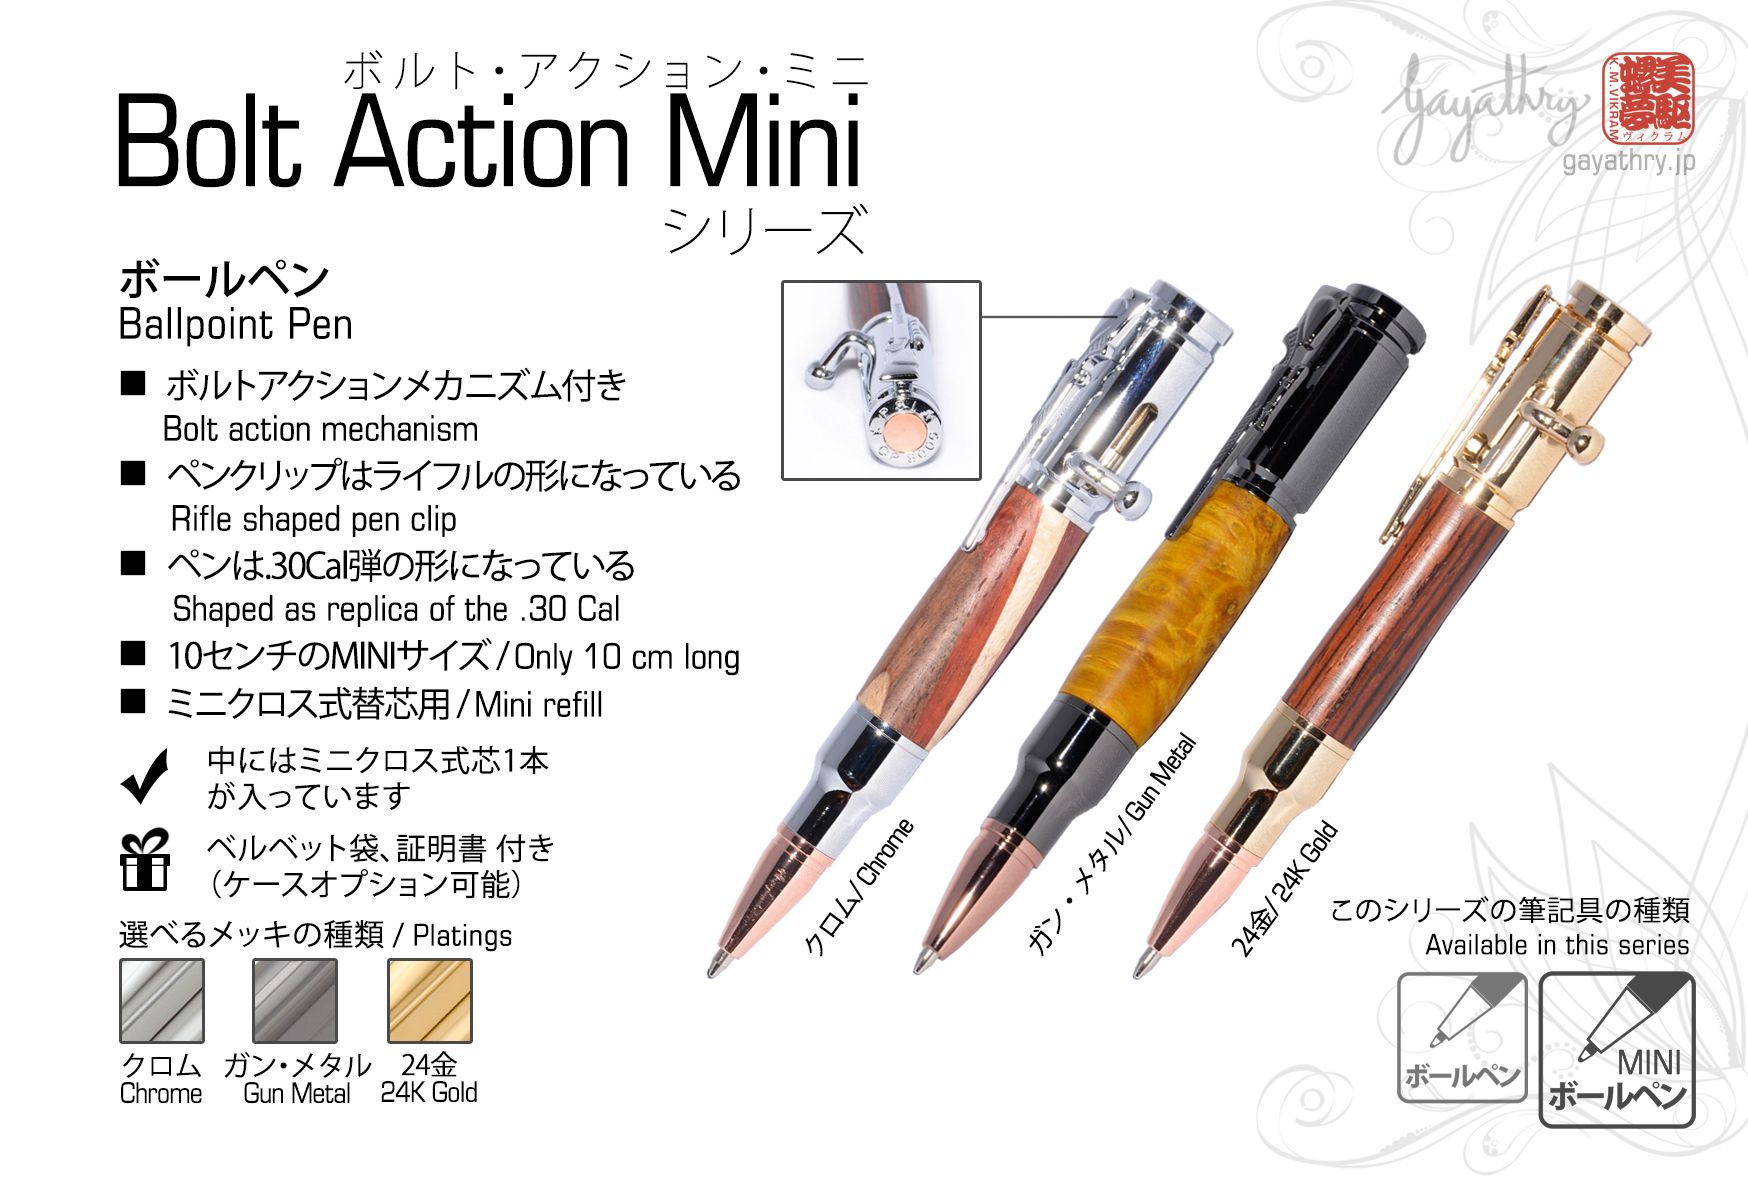 ボルト・アクション・ミニ
Bolt Action Mini
シリーズ
gayathry
K.M.VIKRAM
ヴィクラム
gayathry.jp
ボールペン
Ballpoint Pen
■ ボルトアクションメカニズム付き
Bolt action mechanism
■ ペンクリップはライフルの形になっている
Rifle shaped pen clip
■ ペンは.30Cal弾の形になっている
Shaped as replica of the .30 Cal
■ 10センチのMINIサイズ/Only 10 cm long
■ ミニクロス式替芯用/Mini refill
中にはミニクロス式芯1本
が入っています
ベルベット袋、証明書 付き
（ケースオプション可能）
選べるメッキの種類 / Platings
クロム
Chrome
ガン・メタル
Gun Metal
24金
24K Gold
クロム/ Chrome
ガン・メタル/ Gun Metal
24金/ 24K Gold
このシリーズの筆記具の種類
Available in this series
ボールペン
MINI
ボールペン